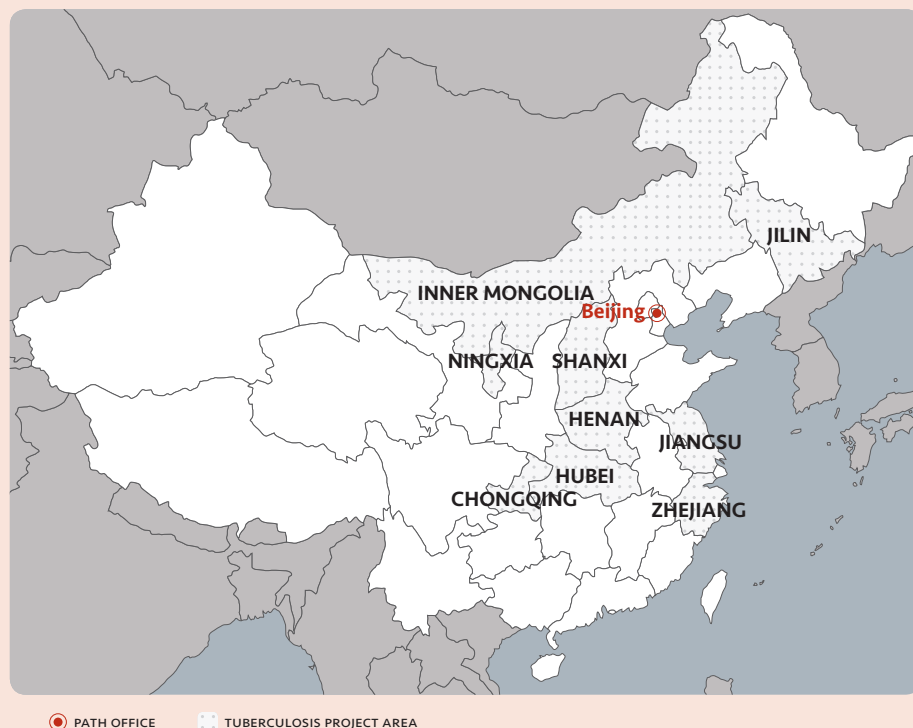 JILIN
INNER MONGOLIA
Beijing
NINGXIA
SHANXI
HENAN
JIANGSU
HUBEI
CHONGQING
ZHEJIANG
PATH OFFICE
TUBERCULOSIS PROJECT AREA